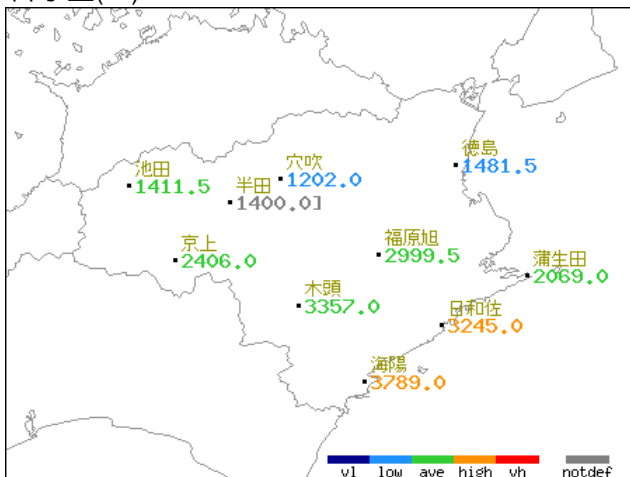 徳島
1481.5
穴吹
1202.0
池田
1411.5
半田
1400.0]
福原旭
2999.5
京上
2406.0
蒲生田
2069.0
木頭
3357.0
日和佐
3245.0
海陽
3789.0
vl low ave high vh notdef